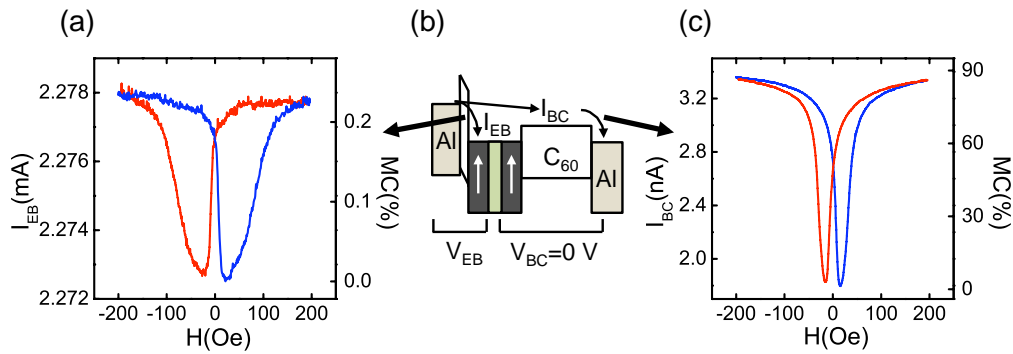 (a)
(b)
(c)
2.278
2.276
2.274
2.272
I_EB(mA)
0.2
0.1
0.0
MC(%)
-200 -100 0 100 200
H(Oe)
Al
I_EB
I_BC
C_60
Al
V_EB
V_BC=0 V
3.2
2.8
2.4
1.8
I_BC(nA)
90
60
30
0
MC(%)
-200 -100 0 100 200
H(Oe)